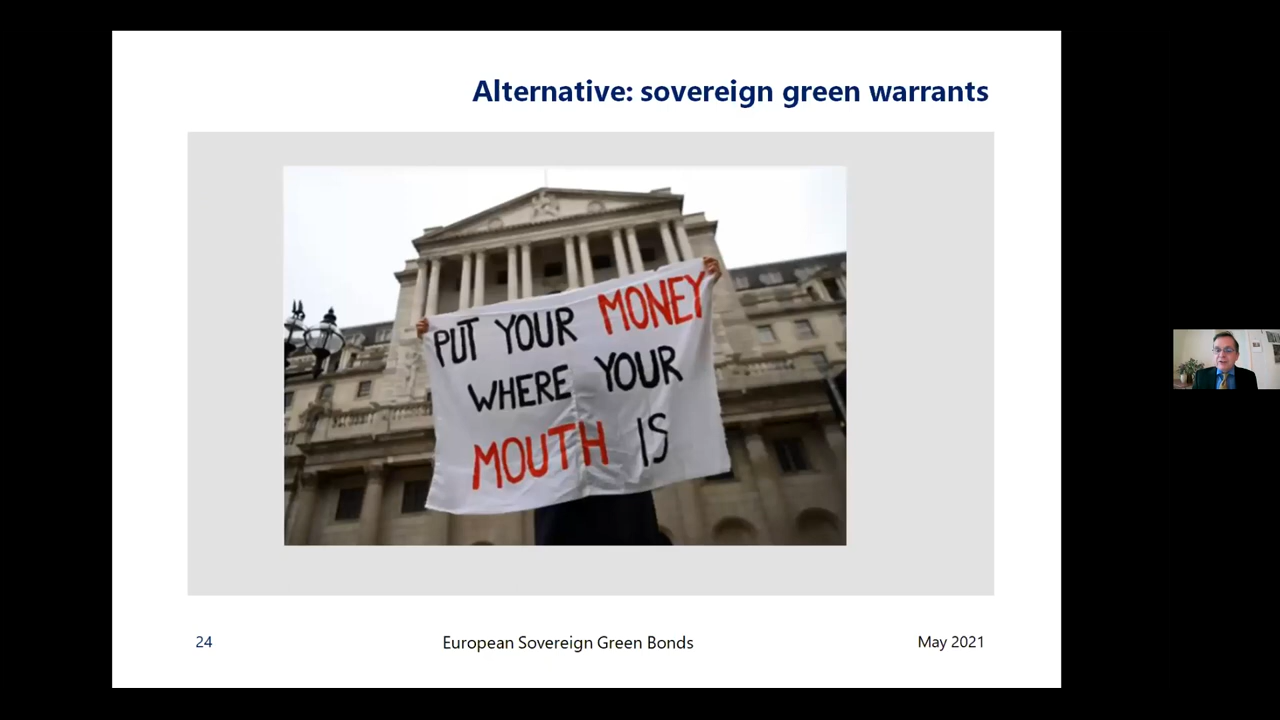 Alternative: sovereign green warrants
PUT YOUR MONEY
WHERE YOUR
MOUTH IS
24
European Sovereign Green Bonds
May 2021